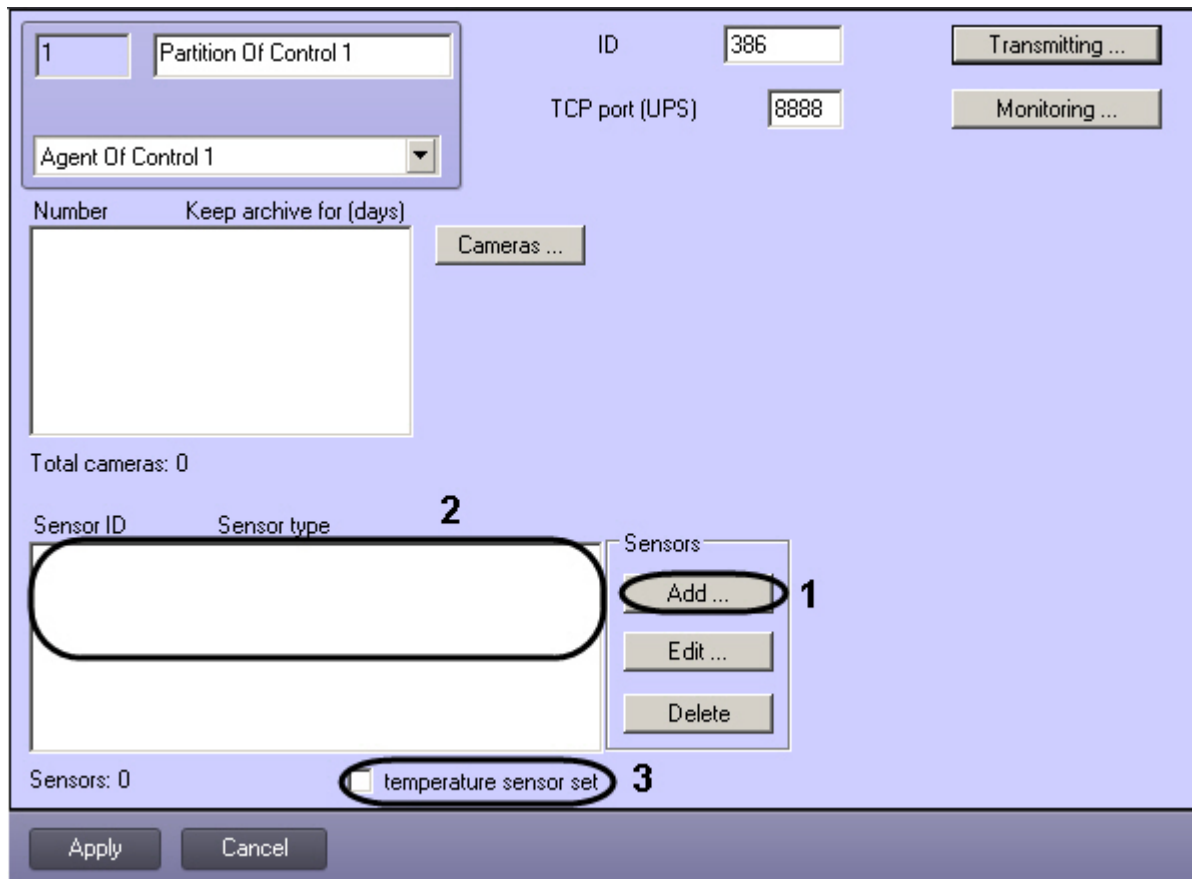 1 Partition Of Control 1 ID 386 Transmitting ...
TCP port (UPS) 8888 Monitoring ...
Agent Of Control 1
Number Keep archive for (days)
Cameras ...
Total cameras: 0
2
Sensor ID Sensor type
Sensors
Add ... 1
Edit ...
Delete
Sensors: 0 temperature sensor set 3
Apply Cancel